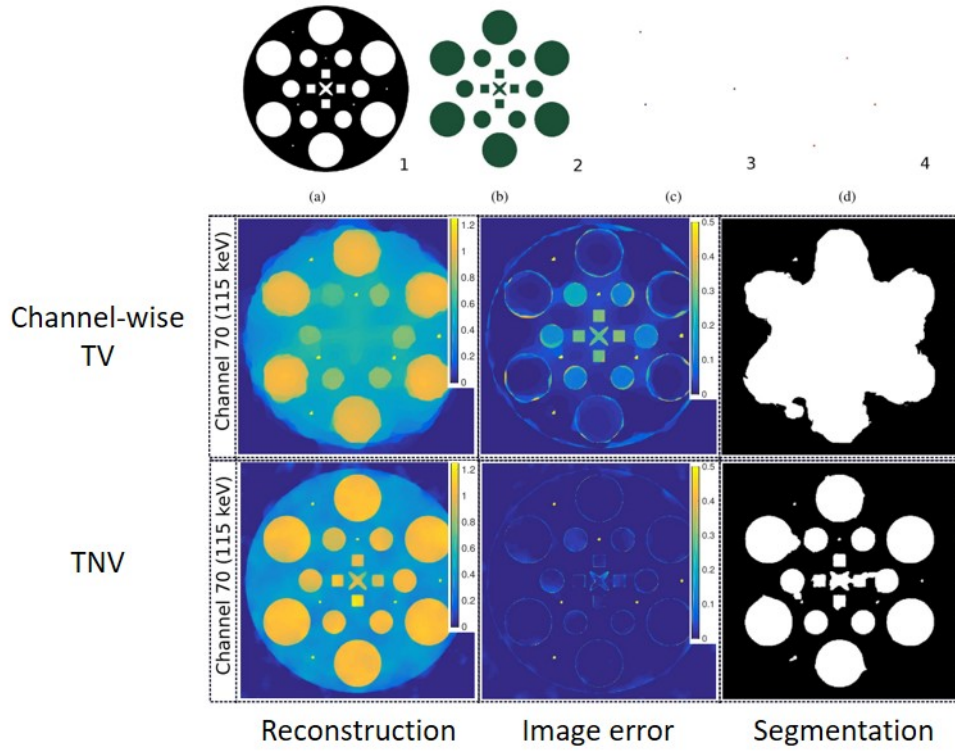 1
2
3
4
(a)
(b)
(c)
(d)
Channel-wise
TV
Channel 70 (115 keV)
1.2
1
0.8
0.6
0.4
0.2
0
0.5
0.4
0.3
0.2
0.1
0
TNV
Channel 70 (115 keV)
1.2
1
0.8
0.6
0.4
0.2
0
0.5
0.4
0.3
0.2
0.1
0
Reconstruction
Image error
Segmentation